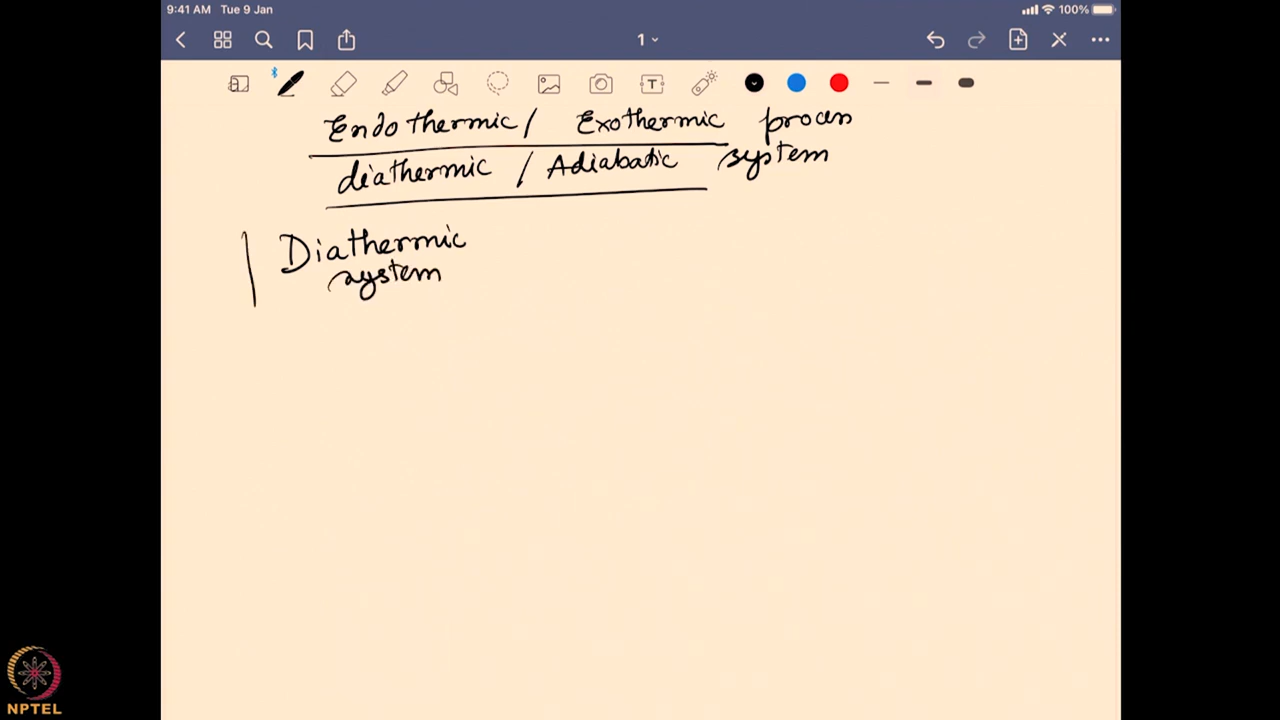 9:41 AM Tue 9 Jan
100%
1
T
Endothermic / Exothermic process
diathermic / Adiabatic system
Diathermic
system
NPTEL